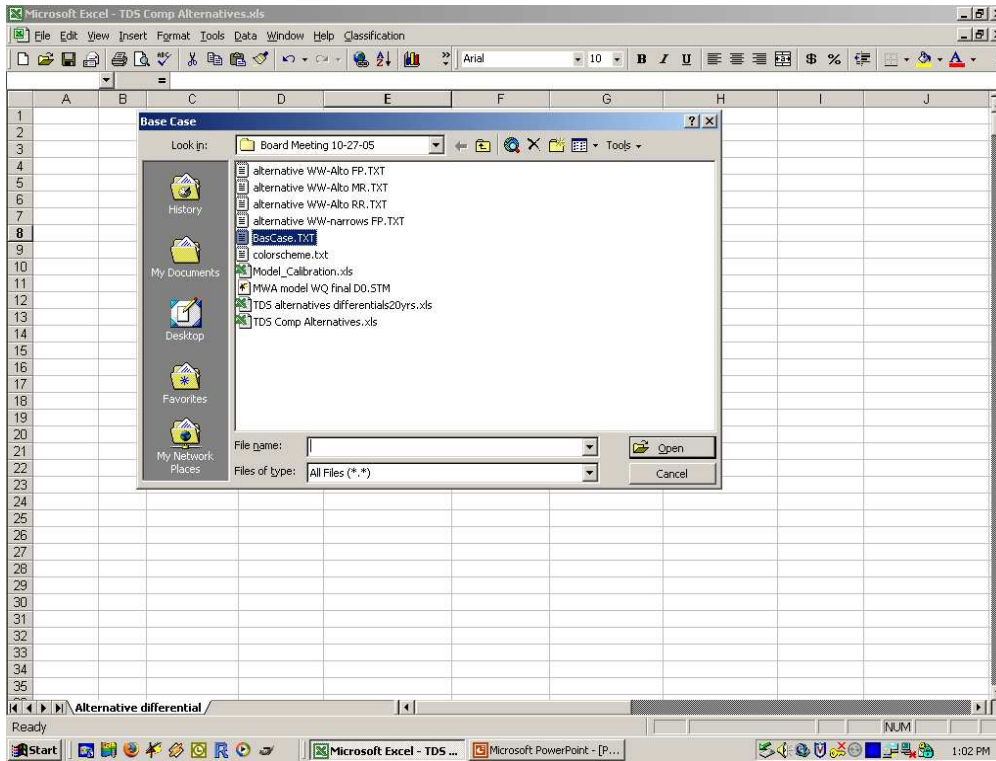 Microsoft Excel - TDS Comp Alternatives.xls
File Edit View Insert Format Tools Data Window Help Classification
Arial 10 B I U $ %
=
A B C D E F G H I J
1
2
3
4
5
6
7
8
9
10
11
12
13
14
15
16
17
18
19
20
21
22
23
24
25
26
27
28
29
30
31
32
33
34
35
Base Case
Look in: Board Meeting 10-27-05 Tools
History
My Documents
Desktop
Favorites
My Network Places
alternative WW-Alto FP.TXT
alternative WW-Alto MR.TXT
alternative WW-Alto RR.TXT
alternative WW-narrows FP.TXT
BasCase.TXT
colorscheme.txt
Model_Calibration.xls
MWA model WQ final D0.STM
TDS alternatives differentials20yrs.xls
TDS Comp Alternatives.xls
File name: Open
Files of type: All Files (*.*) Cancel
Alternative differential
Ready NUM
Start Microsoft Excel - TDS ... Microsoft PowerPoint - [P... 1:02 PM